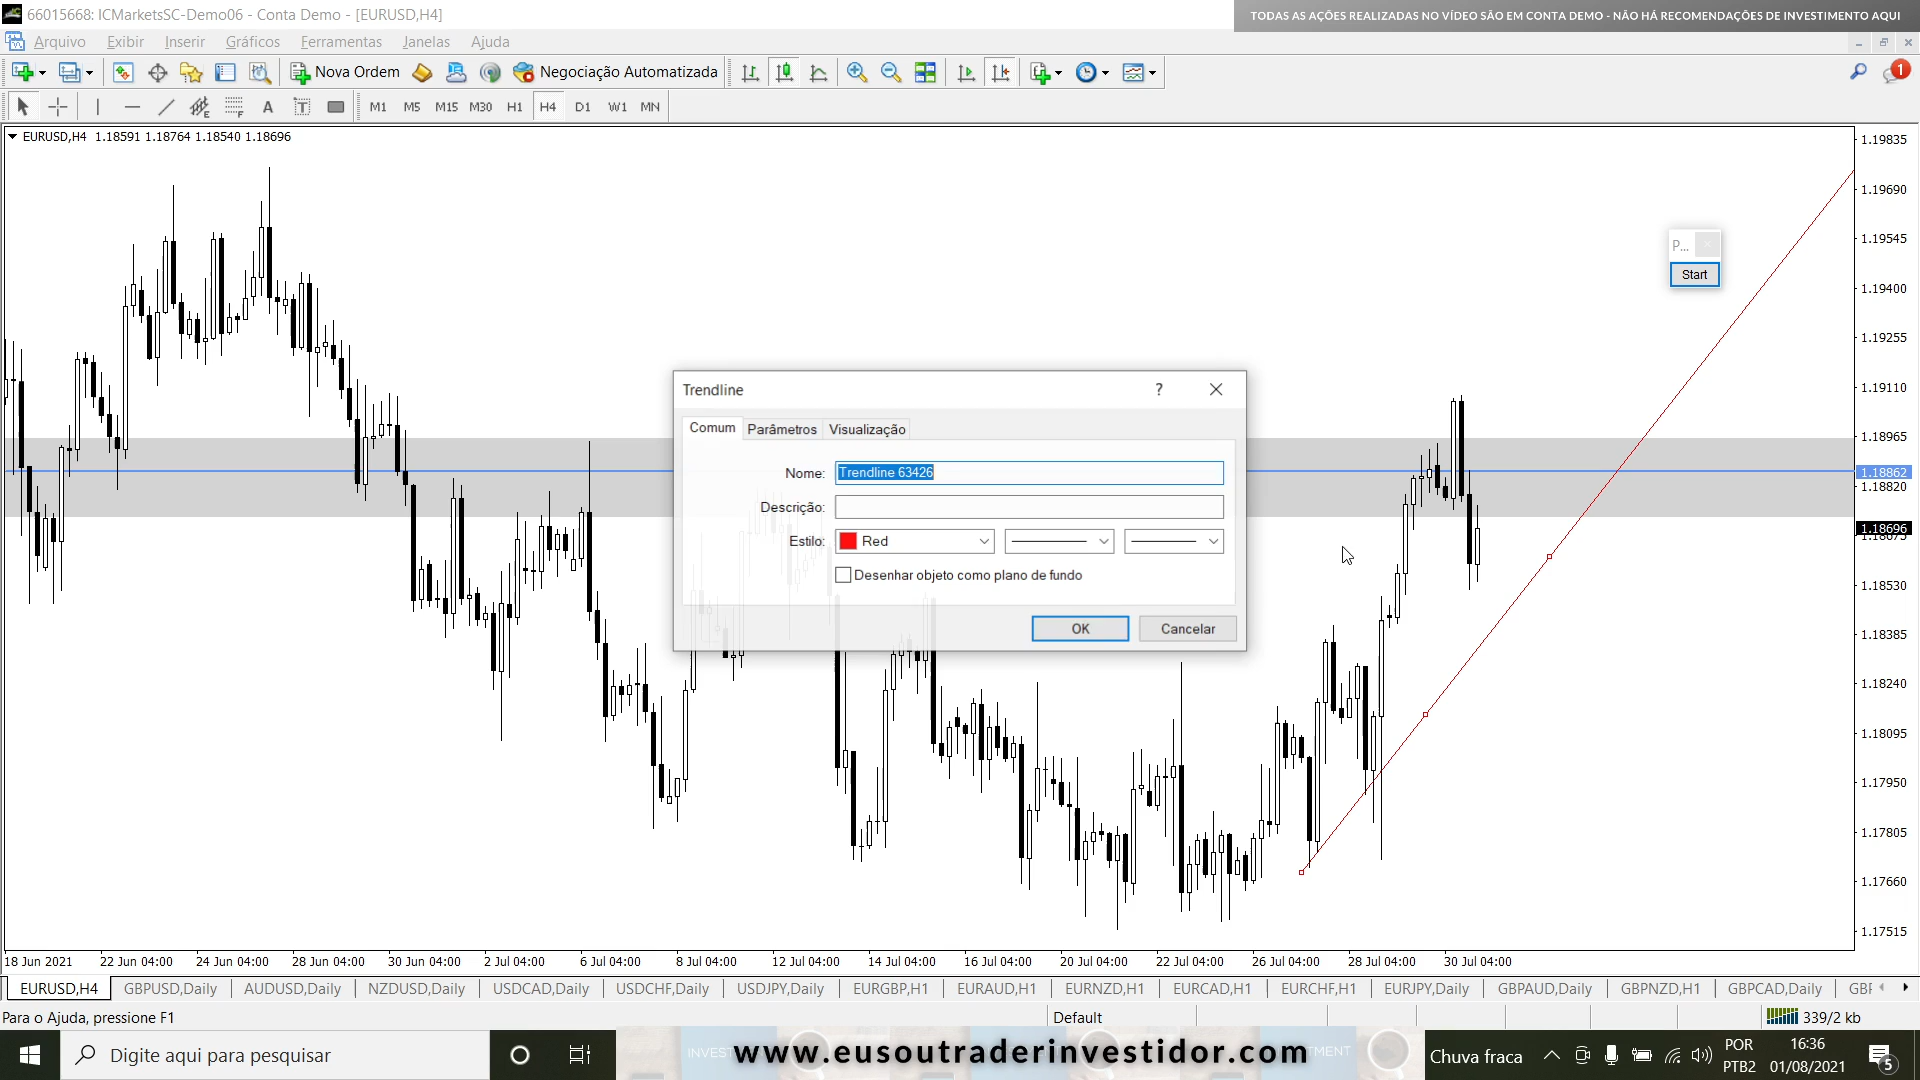 66015668: ICMarketsSC-Demo06 - Conta Demo - [EURUSD,H4]
TODAS AS AÇÕES REALIZADAS NO VÍDEO SÃO EM CONTA DEMO - NÃO HÁ RECOMENDAÇÕES DE INVESTIMENTO AQUI
Arquivo Exibir Inserir Gráficos Ferramentas Janelas Ajuda
Nova Ordem Negociação Automatizada 1
A T M1 M5 M15 M30 H1 H4 D1 W1 MN
EURUSD,H4 1.18591 1.18764 1.18540 1.18696
1.19835
1.19690
1.19545
1.19400
1.19255
1.19110
1.18965
1.18862
1.18820
1.18696
1.18675
1.18530
1.18385
1.18240
1.18095
1.17950
1.17805
1.17660
1.17515
P...
Start
Trendline ?
Comum Parâmetros Visualização
Nome: Trendline 63426
Descrição:
Estilo: Red
Desenhar objeto como plano de fundo
OK Cancelar
18 Jun 2021 22 Jun 04:00 24 Jun 04:00 28 Jun 04:00 30 Jun 04:00 2 Jul 04:00 6 Jul 04:00 8 Jul 04:00 12 Jul 04:00 14 Jul 04:00 16 Jul 04:00 20 Jul 04:00 22 Jul 04:00 26 Jul 04:00 28 Jul 04:00 30 Jul 04:00
EURUSD,H4 GBPUSD,Daily AUDUSD,Daily NZDUSD,Daily USDCAD,Daily USDCHF,Daily USDJPY,Daily EURGBP,H1 EURAUD,H1 EURNZD,H1 EURCAD,H1 EURCHF,H1 EURJPY,Daily GBPAUD,Daily GBPNZD,H1 GBPCAD,Daily GBF
Para o Ajuda, pressione F1 Default 339/2 kb
Digite aqui para pesquisar
www.eusoutraderinvestidor.com
Chuva fraca
POR
PTB2
16:36
01/08/2021
5